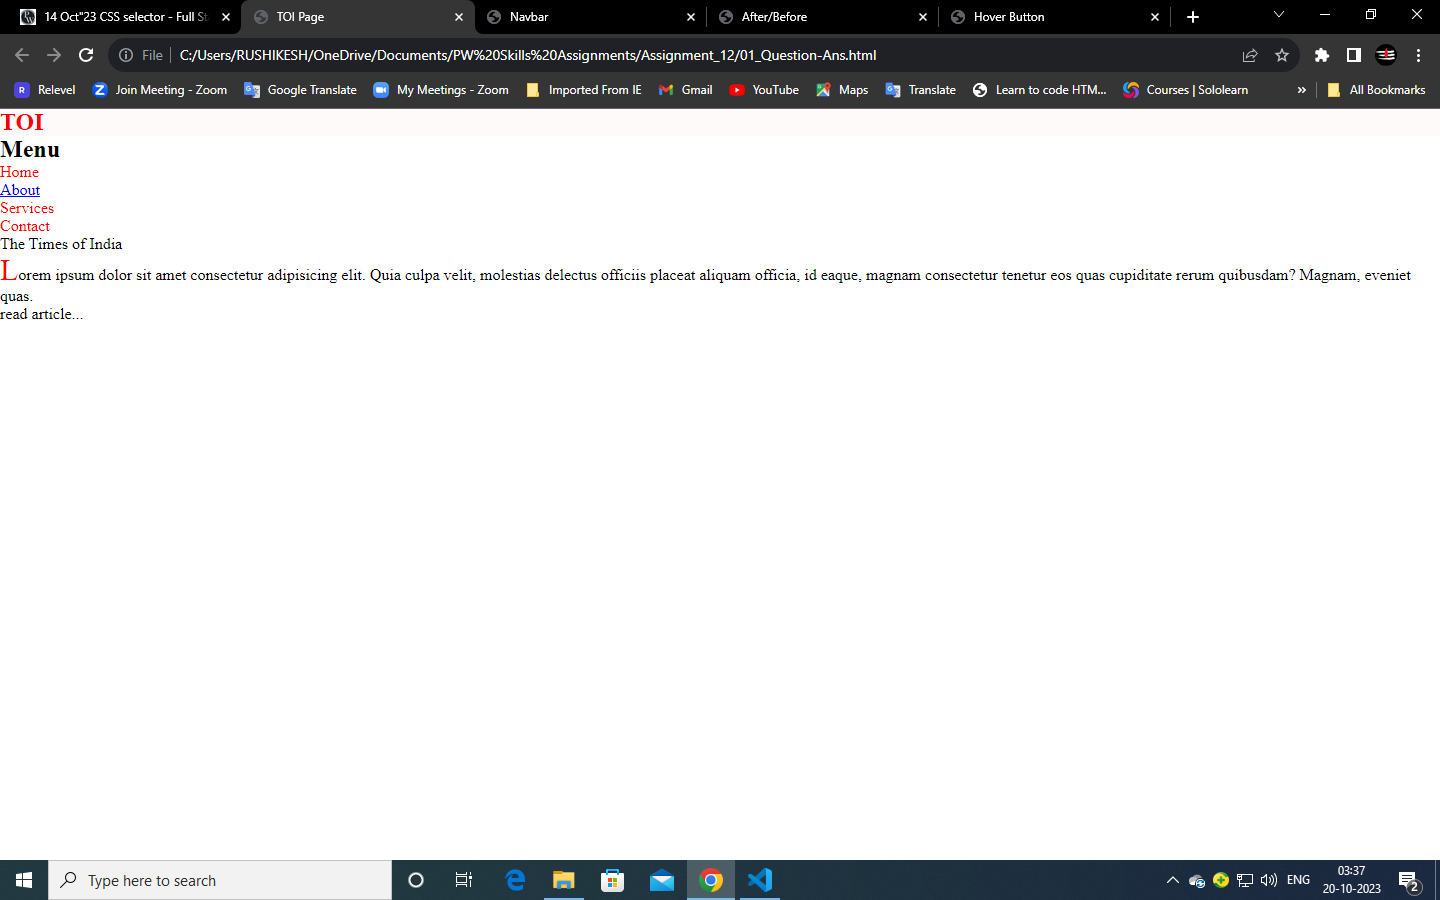 14 Oct"23 CSS selector - Full St
TOI Page
Navbar
After/Before
Hover Button
File
C:/Users/RUSHIKESH/OneDrive/Documents/PW%20Skills%20Assignments/Assignment_12/01_Question-Ans.html
Relevel
Join Meeting - Zoom
Google Translate
My Meetings - Zoom
Imported From IE
Gmail
YouTube
Maps
Translate
Learn to code HTM...
Courses | Sololearn
»
All Bookmarks
TOI
Menu
Home
About
Services
Contact
The Times of India
Lorem ipsum dolor sit amet consectetur adipisicing elit. Quia culpa velit, molestias delectus officiis placeat aliquam officia, id eaque, magnam consectetur tenetur eos quas cupiditate rerum quibusdam? Magnam, eveniet
quas.
read article...
Type here to search
ENG
03:37
20-10-2023
2